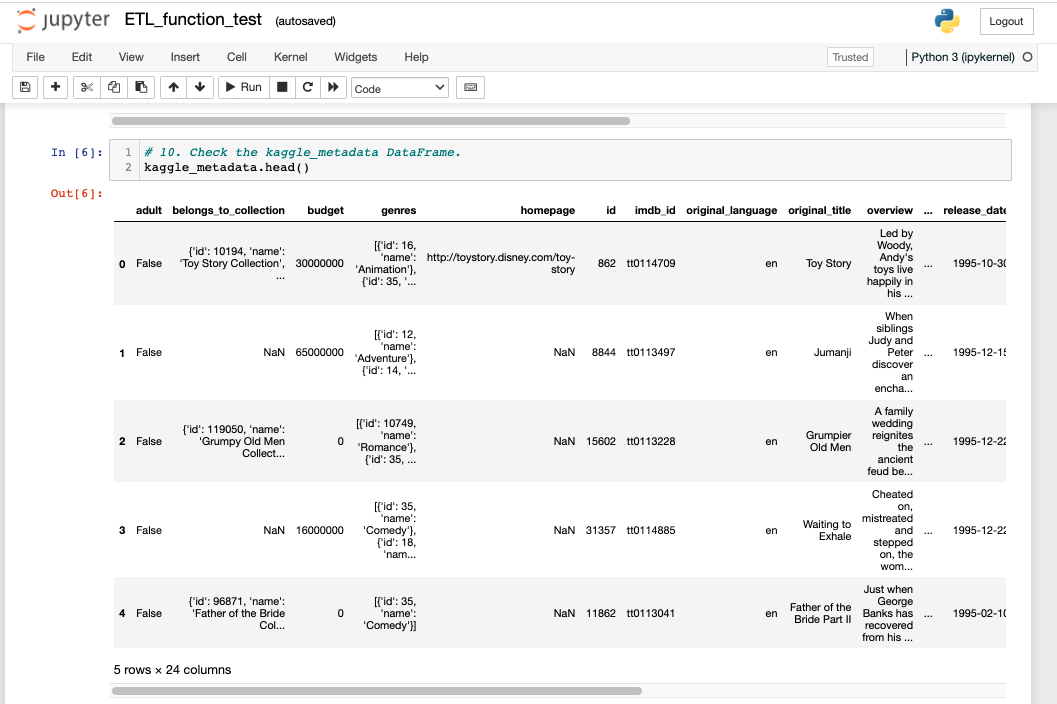 jupyter ETL_function_test (autosaved)
Logout
File Edit View Insert Cell Kernel Widgets Help
Trusted Python 3 (ipykernel)
Run Code
In [6]: 1 # 10. Check the kaggle_metadata DataFrame.
2 kaggle_metadata.head()
Out[6]:
adult belongs_to_collection budget genres homepage id imdb_id original_language original_title overview ... release_date
0 False {'id': 10194, 'name': 'Toy Story Collection', ... 30000000 [{'id': 16, 'name': 'Animation'}, {'id': 35, '... http://toystory.disney.com/toy-story 862 tt0114709 en Toy Story Led by Woody, Andy's toys live happily in his ... ... 1995-10-30
1 False NaN 65000000 [{'id': 12, 'name': 'Adventure'}, {'id': 14, '... NaN 8844 tt0113497 en Jumanji When siblings Judy and Peter discover an encha... ... 1995-12-15
2 False {'id': 119050, 'name': 'Grumpy Old Men Collect... 0 [{'id': 10749, 'name': 'Romance'}, {'id': 35, ... NaN 15602 tt0113228 en Grumpier Old Men A family wedding reignites the ancient feud be... ... 1995-12-22
3 False NaN 16000000 [{'id': 35, 'name': 'Comedy'}, {'id': 18, 'nam... NaN 31357 tt0114885 en Waiting to Exhale Cheated on, mistreated and stepped on, the wom... ... 1995-12-22
4 False {'id': 96871, 'name': 'Father of the Bride Col... 0 [{'id': 35, 'name': 'Comedy'}] NaN 11862 tt0113041 en Father of the Bride Part II Just when George Banks has recovered from his ... ... 1995-02-10
5 rows × 24 columns